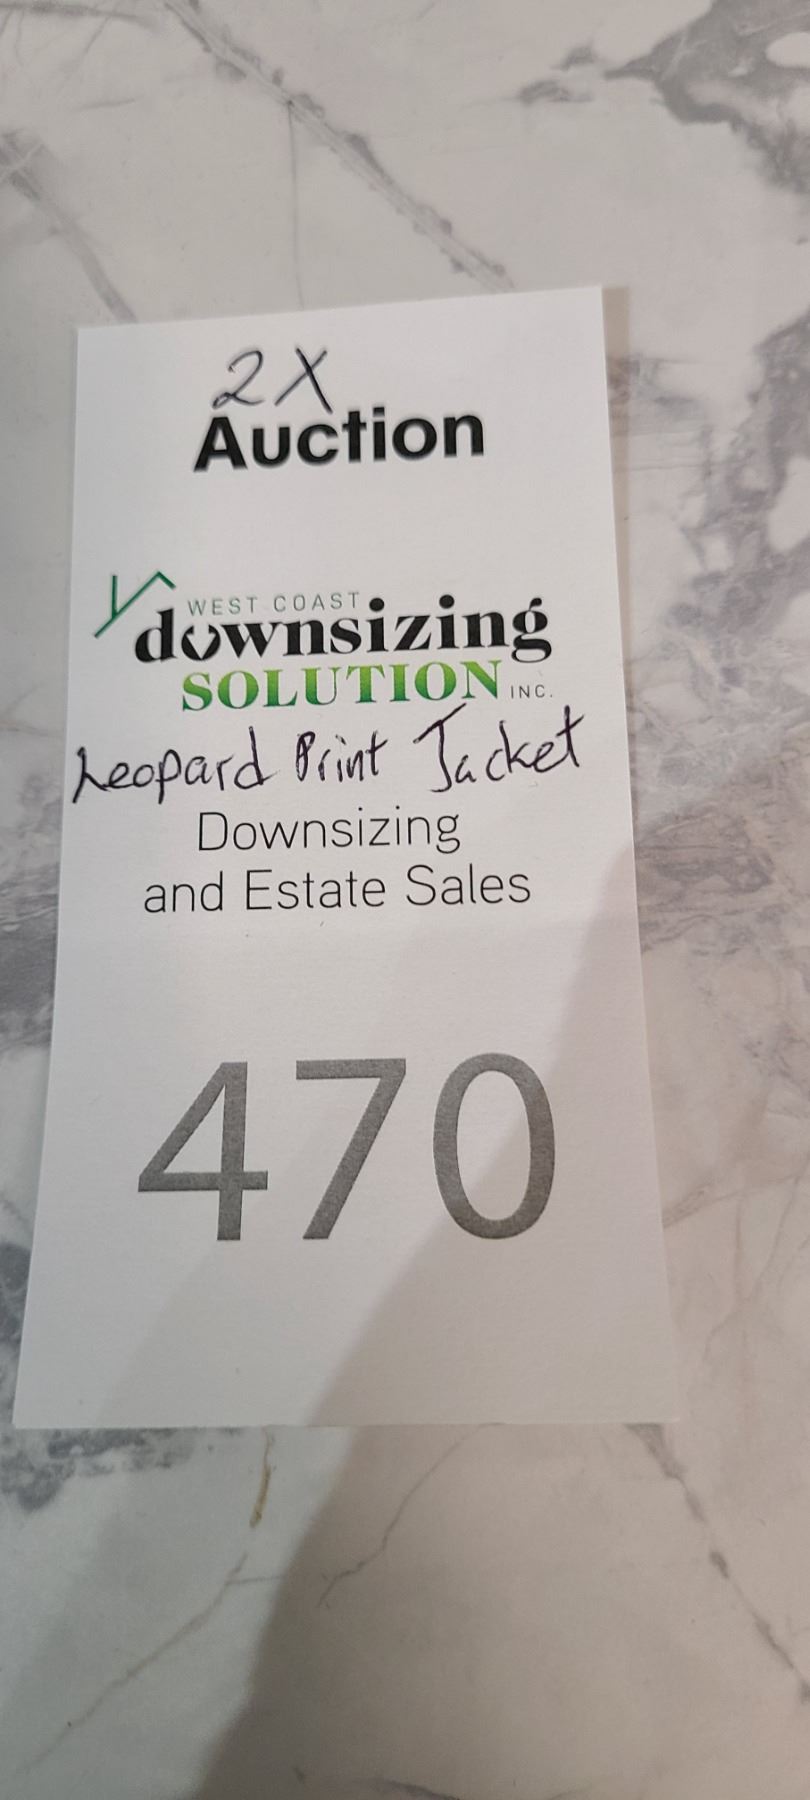 2X
Auction
WEST COAST
downsizing
SOLUTION INC.
Leopard Print Jacket
Downsizing
and Estate Sales
470